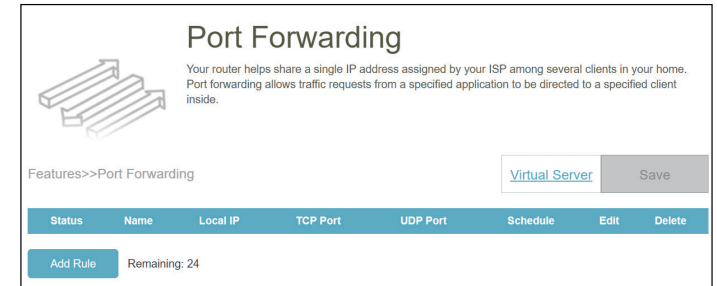 Port Forwarding
Your router helps share a single IP address assigned by your ISP among several clients in your home.
Port forwarding allows traffic requests from a specified application to be directed to a specified client
inside.
Features>>Port Forwarding
Virtual Server
Save
Status Name Local IP TCP Port UDP Port Schedule Edit Delete
Add Rule Remaining: 24